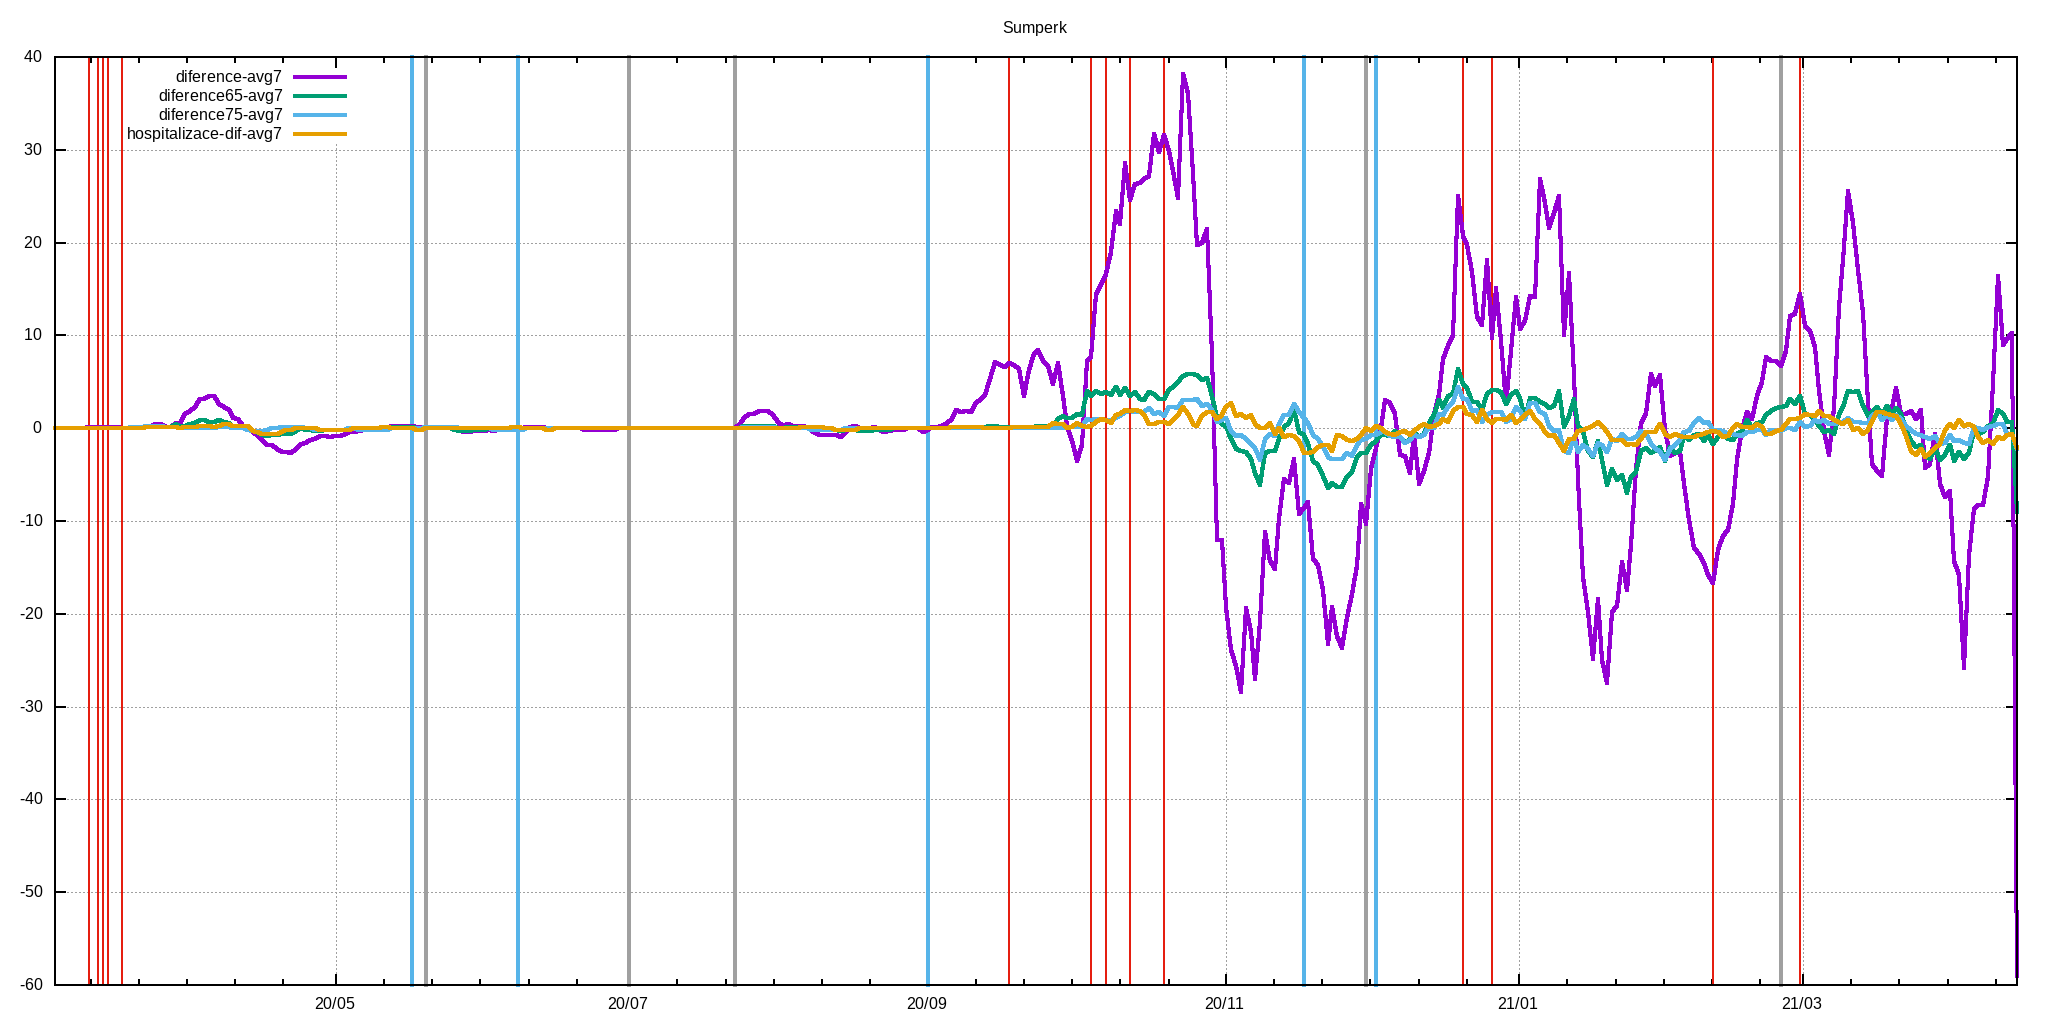 Sumperk
diference-avg7
diference65-avg7
diference75-avg7
hospitalizace-dif-avg7
40
30
20
10
0
-10
-20
-30
-40
-50
-60
20/05 20/07 20/09 20/11 21/01 21/03